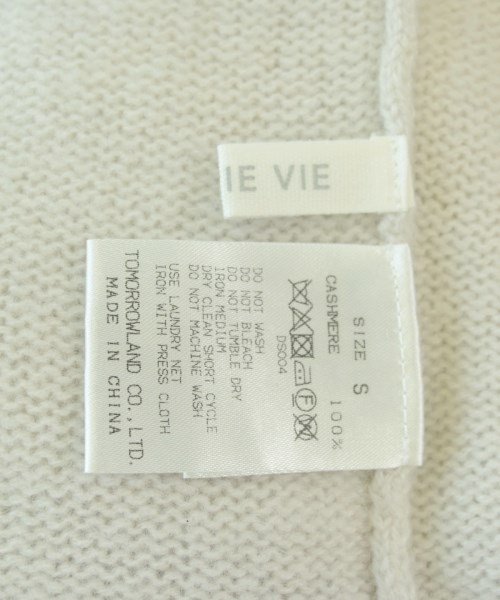 IE VIE
SIZE S
CASHMERE 100%
DS004
DO NOT WASH
DO NOT BLEACH
DO NOT TUMBLE DRY
IRON MEDIUM
DRY CLEAN SHORT CYCLE
DO NOT MACHINE WASH
USE LAUNDRY NET
IRON WITH PRESS CLOTH
TOMORROWLAND CO.,LTD.
MADE IN CHINA